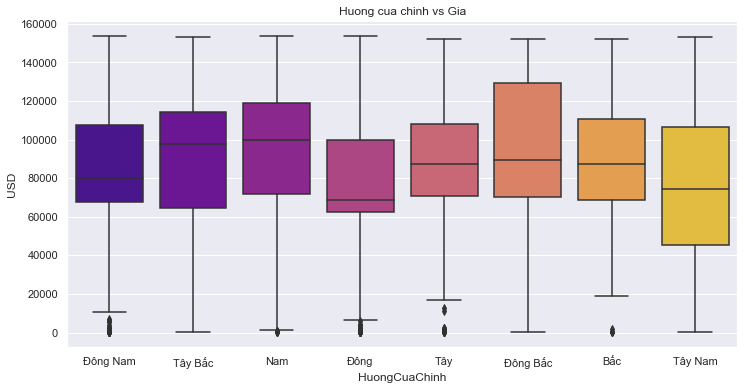 Huong cua chinh vs Gia
160000
140000
120000
100000
80000
60000
40000
20000
0
USD
Đông Nam Tây Bắc Nam Đông Tây Đông Bắc Bắc Tây Nam
HuongCuaChinh